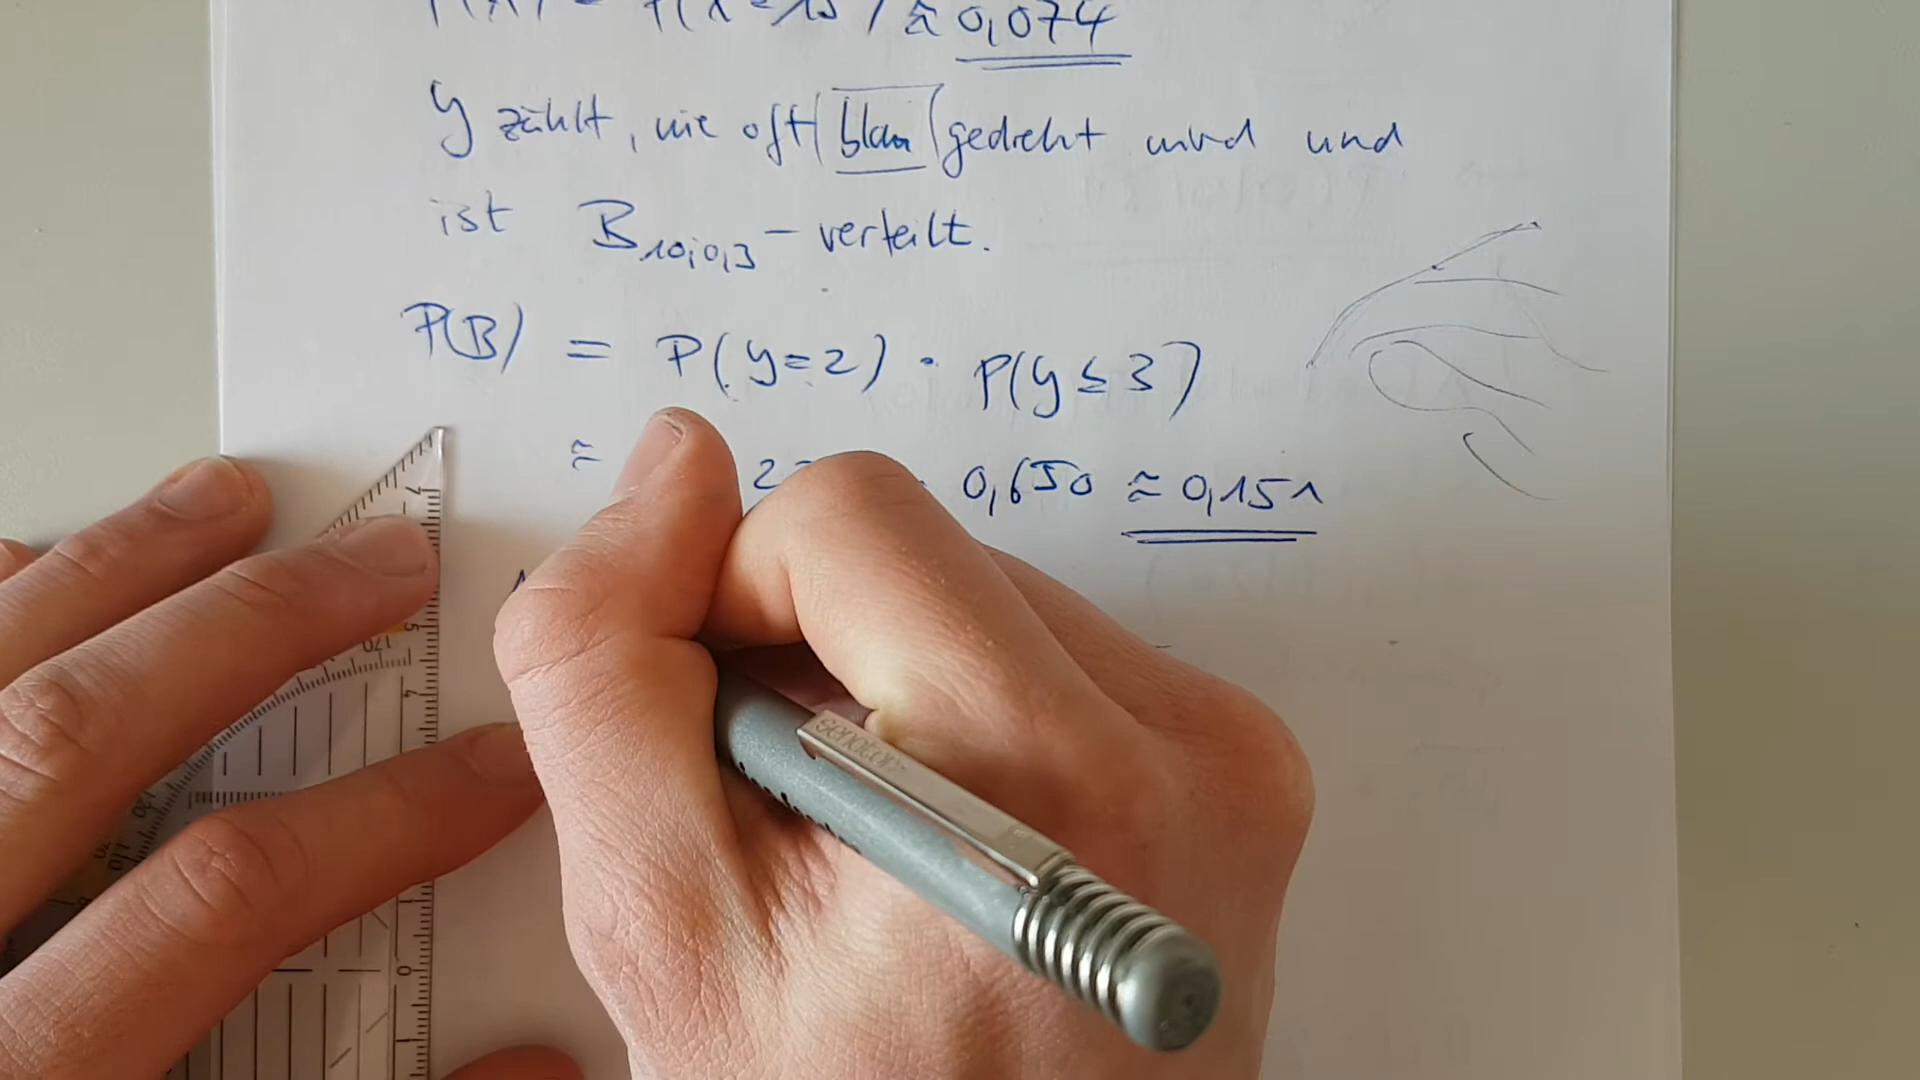 ≈ 0,074
y zählt, wie oft blau gedreht wird und
ist B10;0,3 – verteilt.
P(B) = P(y=2) · P(y≤3)
≈ 2 · 0,650 ≈ 0,151
senator